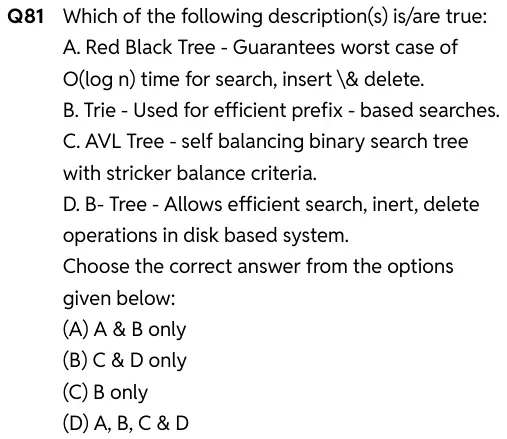 Q81 Which of the following description(s) is/are true:
A. Red Black Tree - Guarantees worst case of
O(log n) time for search, insert \& delete.
B. Trie - Used for efficient prefix - based searches.
C. AVL Tree - self balancing binary search tree
with stricker balance criteria.
D. B- Tree - Allows efficient search, inert, delete
operations in disk based system.
Choose the correct answer from the options
given below:
(A) A & B only
(B) C & D only
(C) B only
(D) A, B, C & D